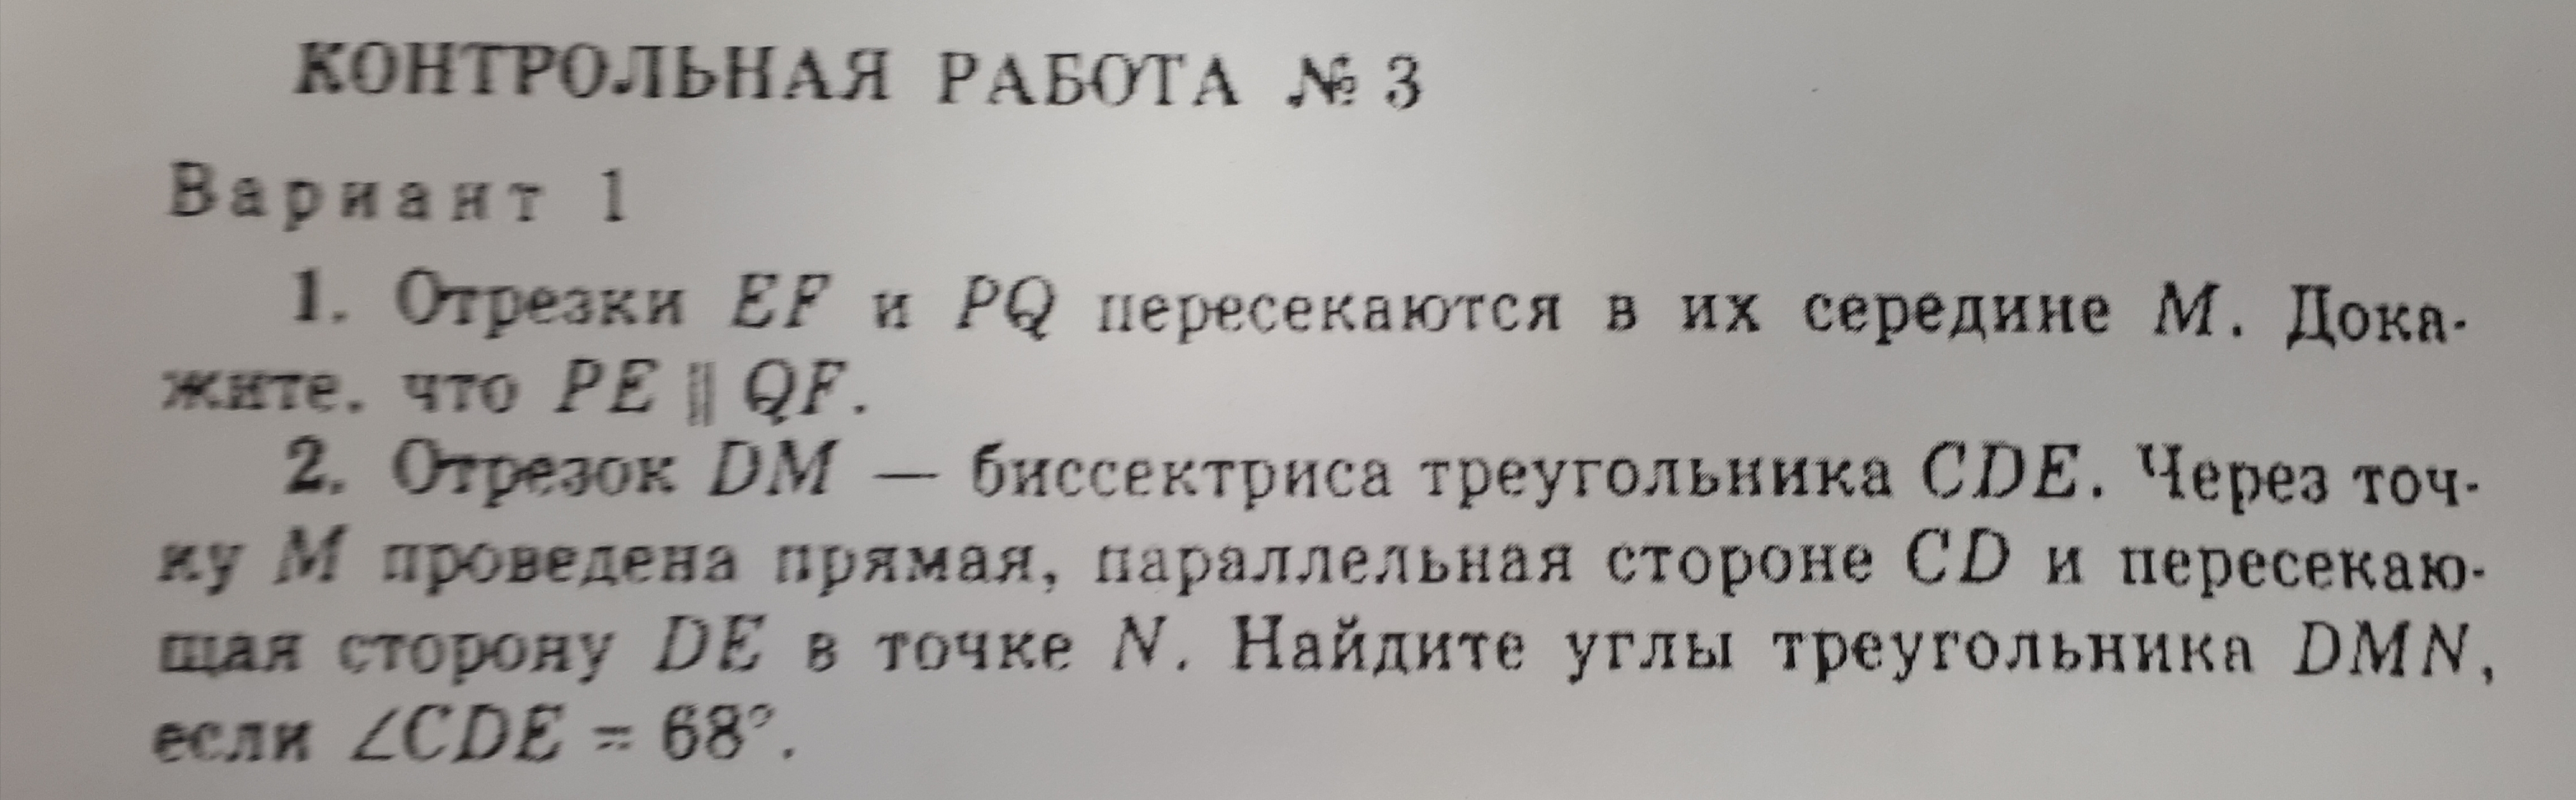 КОНТРОЛЬНАЯ РАБОТА № 3
Вариант 1
1. Отрезки EF и PQ пересекаются в их середине M. Дока-
жите. что PE || QF.
2. Отрезок DM — биссектриса треугольника CDE. Через точ-
ку M проведена прямая, параллельная стороне CD и пересекаю-
щая сторону DE в точке N. Найдите углы треугольника DMN,
если ∠CDE = 68°.